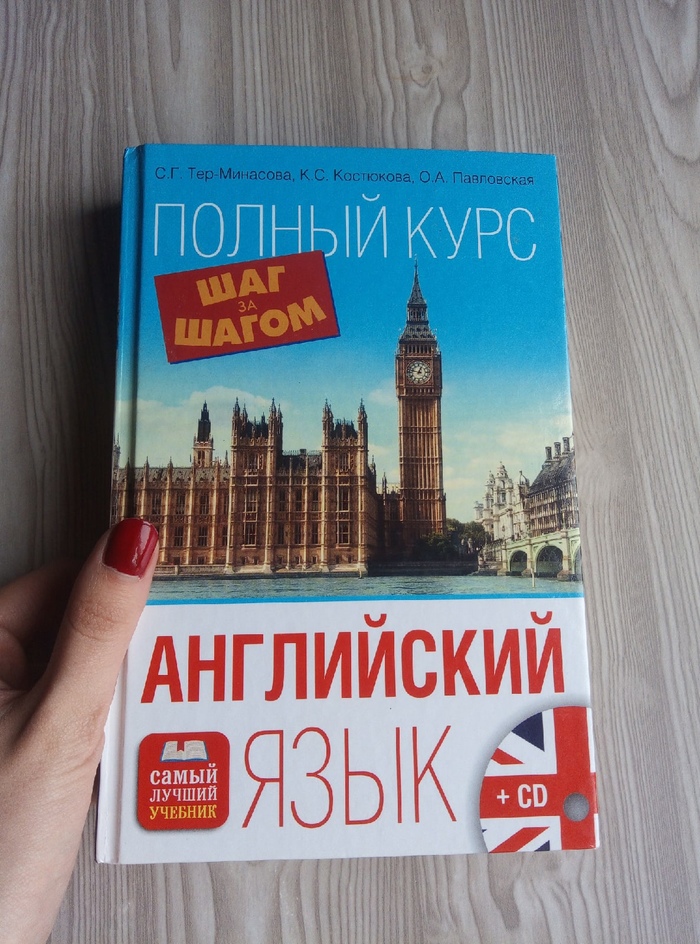 С.Г. Тер-Минасова, К.С. Костюкова, О.А. Павловская
ПОЛНЫЙ КУРС
ШАГ
ЗА
ШАГОМ
АНГЛИЙСКИЙ
ЯЗЫК
самый
лучший
учебник
+ CD